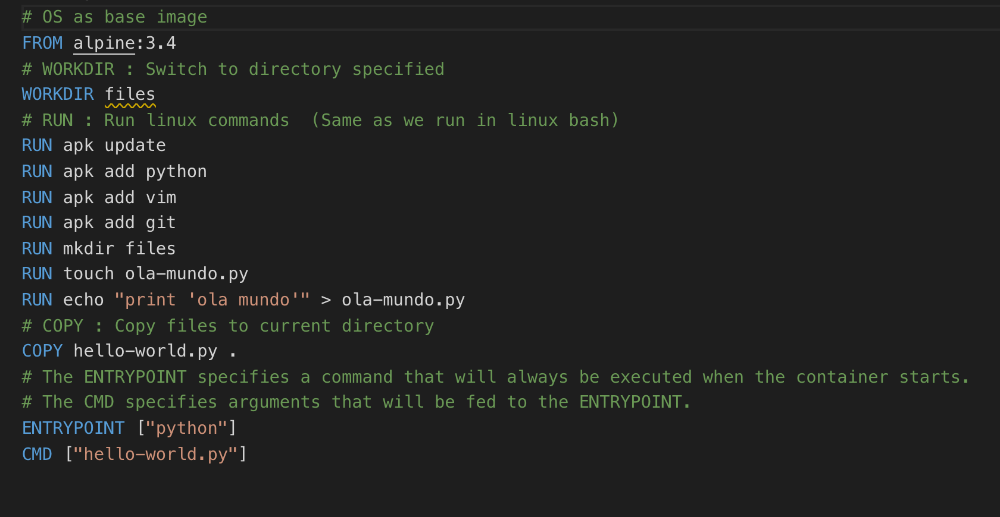 # OS as base image
FROM alpine:3.4
# WORKDIR : Switch to directory specified
WORKDIR files
# RUN : Run linux commands  (Same as we run in linux bash)
RUN apk update
RUN apk add python
RUN apk add vim
RUN apk add git
RUN mkdir files
RUN touch ola-mundo.py
RUN echo "print 'ola mundo'" > ola-mundo.py
# COPY : Copy files to current directory
COPY hello-world.py .
# The ENTRYPOINT specifies a command that will always be executed when the container starts.
# The CMD specifies arguments that will be fed to the ENTRYPOINT.
ENTRYPOINT ["python"]
CMD ["hello-world.py"]